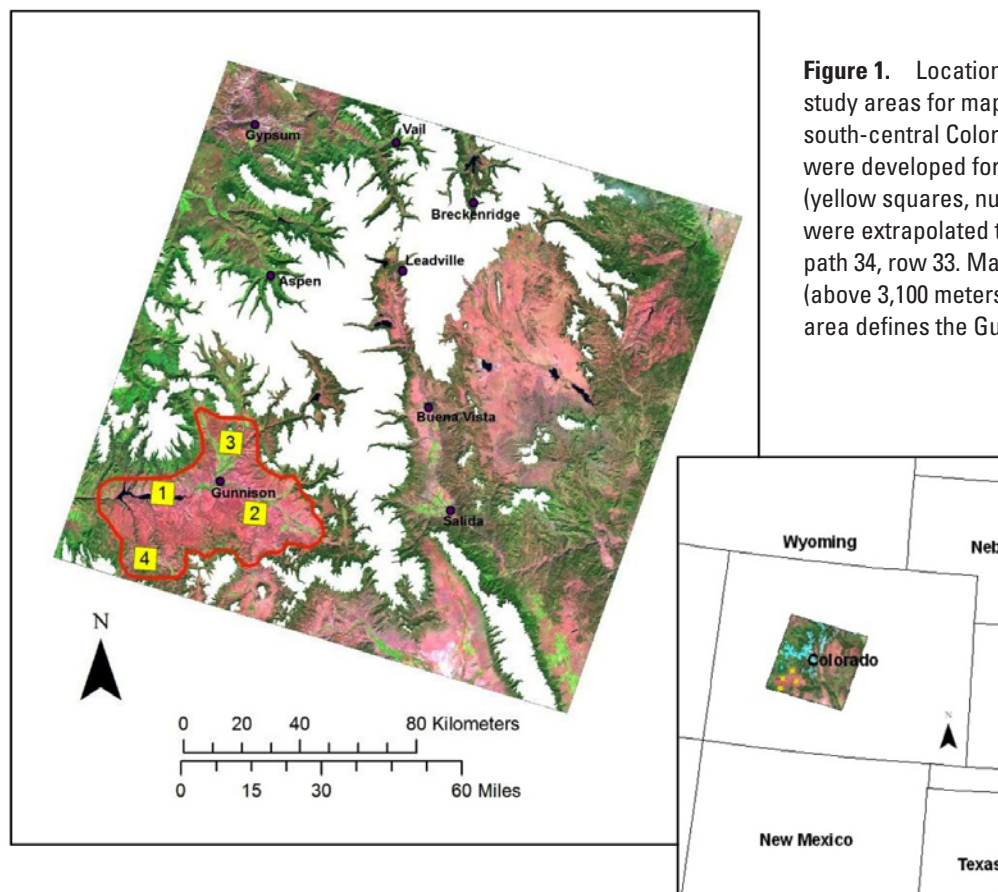 Gypsum
Vail
Breckenridge
Leadville
Aspen
Buena Vista
3
Gunnison
1
2
Salida
4
N
0 20 40 80 Kilometers
0 15 30 60 Miles
Figure 1. Location
study areas for map
south-central Color
were developed for
(yellow squares, nu
were extrapolated t
path 34, row 33. Ma
(above 3,100 meters
area defines the Gu
Wyoming
Neb
Colorado
N
New Mexico
Texas